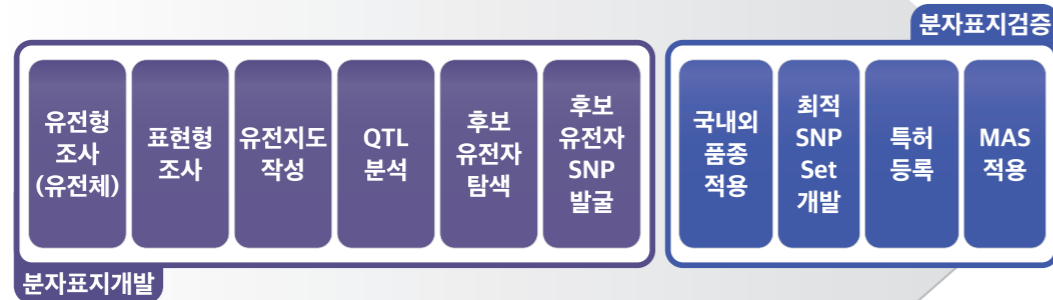 분자표지검증
유전형
조사
(유전체)
표현형
조사
유전지도
작성
QTL
분석
후보
유전자
탐색
후보
유전자
SNP
발굴
국내외
품종
적용
최적
SNP
Set
개발
특허
등록
MAS
적용
분자표지개발